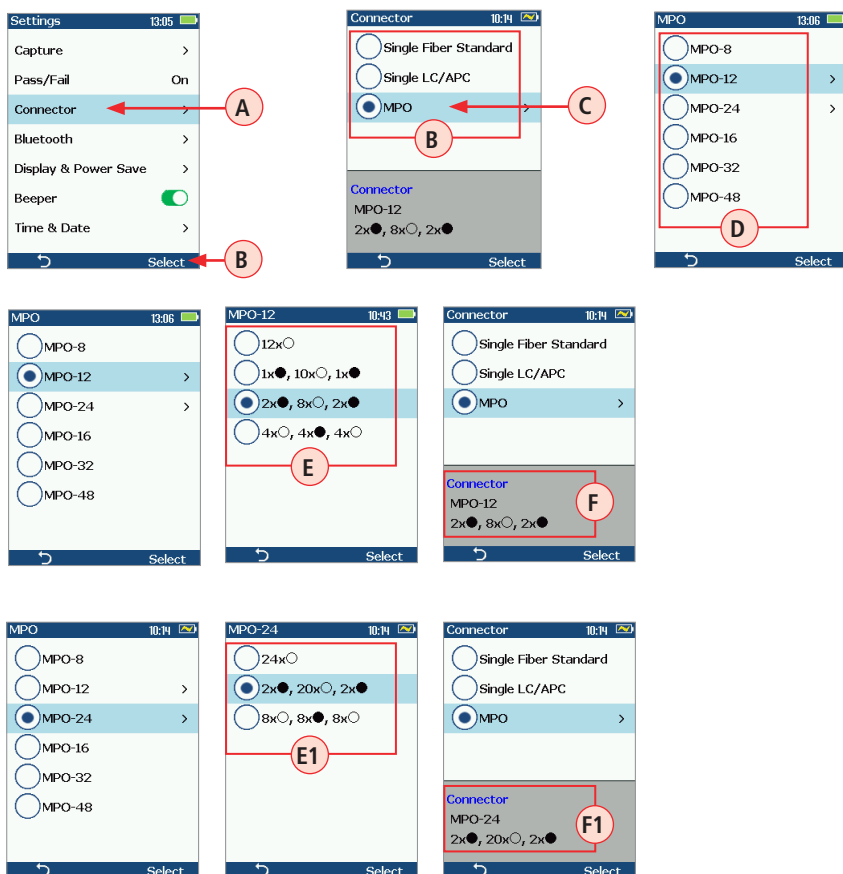 Settings 13:05
Capture >
Pass/Fail On
Connector >
Bluetooth >
Display & Power Save >
Beeper
Time & Date >
Select
A
B
Connector 10:14
Single Fiber Standard
Single LC/APC
MPO >
B
C
Connector
MPO-12
2x●, 8x○, 2x●
Select
MPO 13:06
MPO-8
MPO-12 >
MPO-24 >
MPO-16
MPO-32
MPO-48
D
Select
MPO 13:06
MPO-8
MPO-12 >
MPO-24 >
MPO-16
MPO-32
MPO-48
Select
MPO-12 10:43
12x○
1x●, 10x○, 1x●
2x●, 8x○, 2x●
4x○, 4x●, 4x○
E
Select
Connector 10:14
Single Fiber Standard
Single LC/APC
MPO >
Connector
MPO-12
2x●, 8x○, 2x●
F
Select
MPO 10:14
MPO-8
MPO-12 >
MPO-24 >
MPO-16
MPO-32
MPO-48
Select
MPO-24 10:14
24x○
2x●, 20x○, 2x●
8x○, 8x●, 8x○
E1
Select
Connector 10:14
Single Fiber Standard
Single LC/APC
MPO >
Connector
MPO-24
2x●, 20x○, 2x●
F1
Select